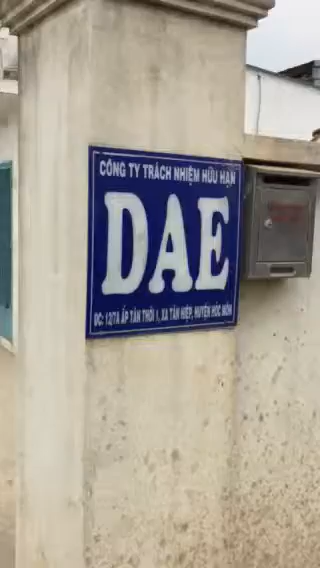 CÔNG TY TRÁCH NHIỆM HỮU HẠN
DAE
ĐC: 12/7A ẤP TÂN THỚI 1, XÃ TÂN HIỆP, HUYỆN HÓC MÔN